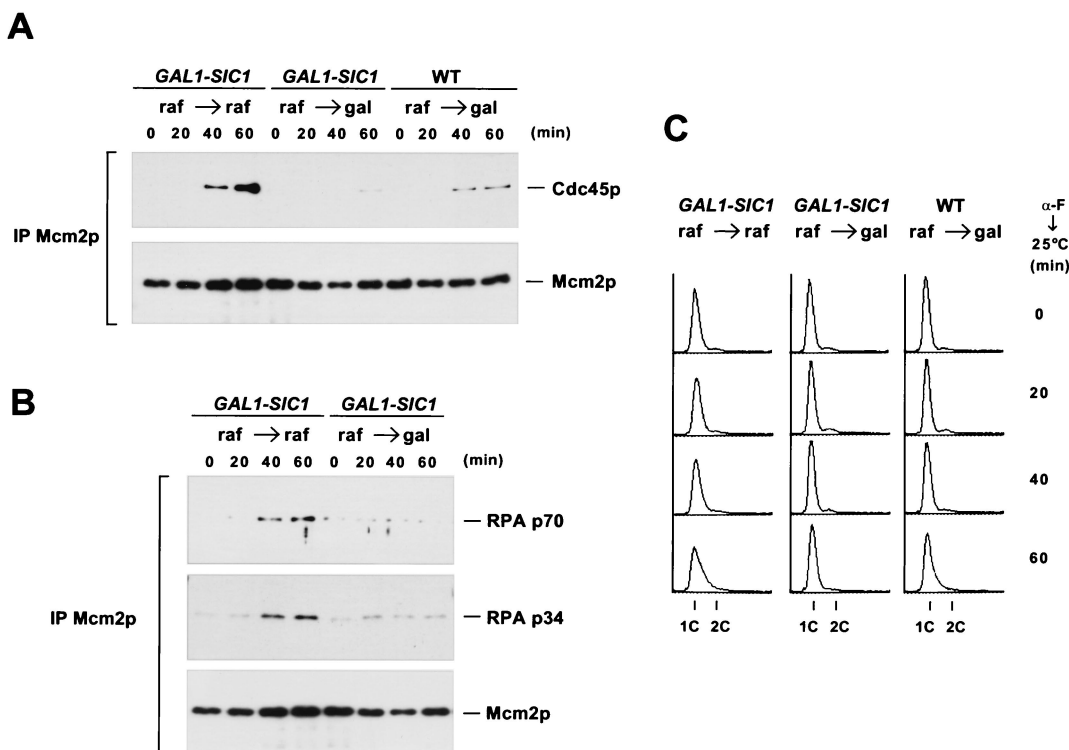 A
GAL1-SIC1 GAL1-SIC1 WT
raf → raf raf → gal raf → gal
0 20 40 60 0 20 40 60 0 20 40 60 (min)
Cdc45p
IP Mcm2p
Mcm2p
B
GAL1-SIC1 GAL1-SIC1
raf → raf raf → gal
0 20 40 60 0 20 40 60 (min)
RPA p70
RPA p34
IP Mcm2p
Mcm2p
C
GAL1-SIC1 GAL1-SIC1 WT α-F
raf → raf raf → gal raf → gal ↓
25°C
(min)
0
20
40
60
1C 2C 1C 2C 1C 2C